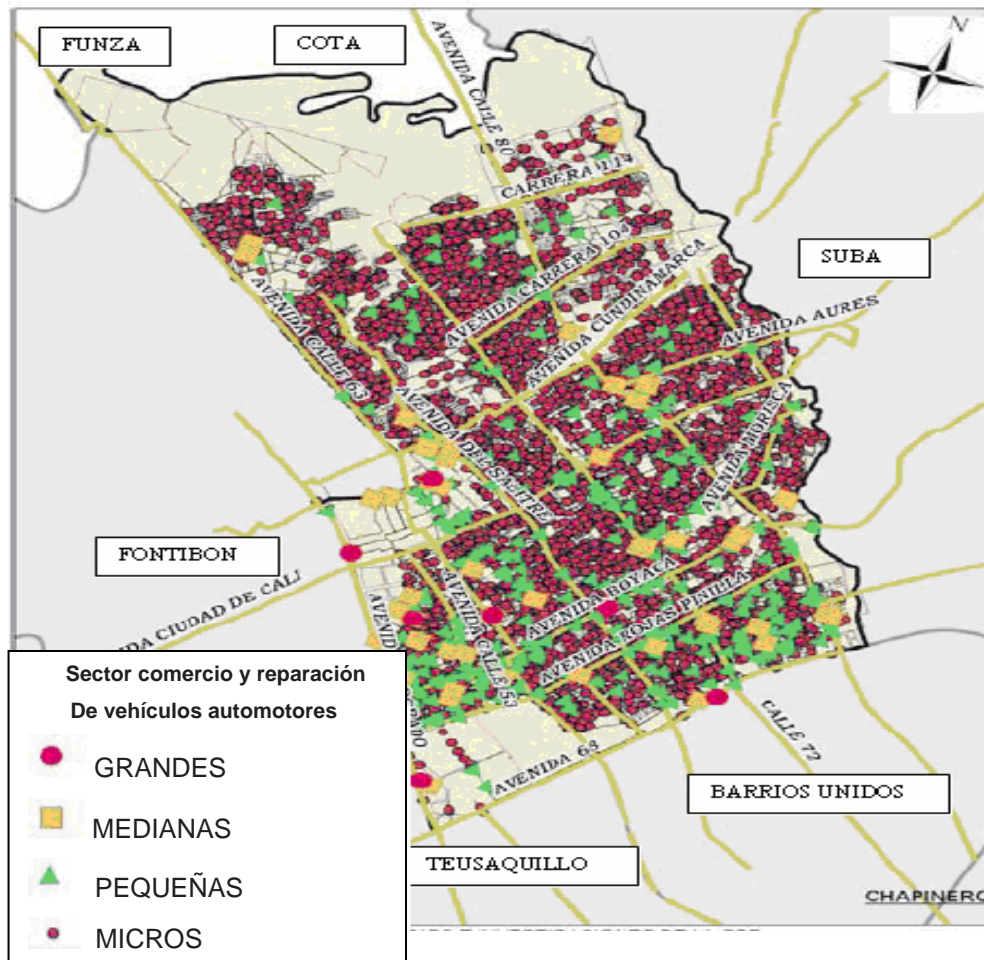 FUNZA
COTA
N
AVENIDA CALLE 80
CARRERA 114
SUBA
AVENIDA CARRERA 104
AVENIDA CUNDINAMARCA
AVENIDA AURES
AVENIDA CALLE 63
AVENIDA DEL SALITRE
AVENIDA MORISCA
FONTIBON
CIUDAD DE CALI
AVENID
AVENIDA CALLE 53
AVENIDA BOYACA
AVENIDA ROJAS PINILLA
Sector comercio y reparación
De vehículos automotores
GRANDES
MEDIANAS
PEQUEÑAS
MICROS
AVENIDA 68
CALLE 72
BARRIOS UNIDOS
TEUSAQUILLO
CHAPINERO